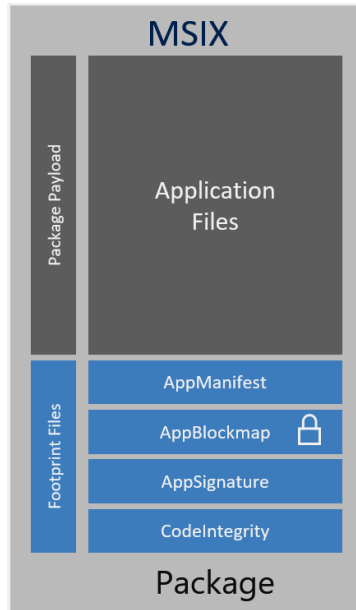 MSIX
Package Payload
Application
Files
Footprint Files
AppManifest
AppBlockmap
AppSignature
CodeIntegrity
Package